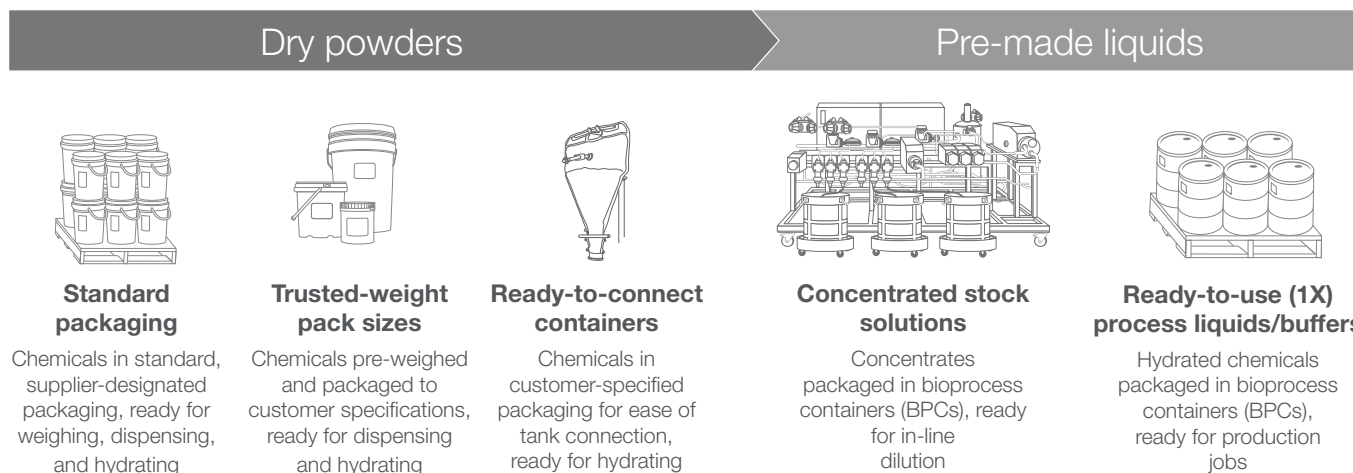 Dry powders
Pre-made liquids
Standard
packaging
Chemicals in standard,
supplier-designated
packaging, ready for
weighing, dispensing,
and hydrating
Trusted-weight
pack sizes
Chemicals pre-weighed
and packaged to
customer specifications,
ready for dispensing
and hydrating
Ready-to-connect
containers
Chemicals in
customer-specified
packaging for ease of
tank connection,
ready for hydrating
Concentrated stock
solutions
Concentrates
packaged in bioprocess
containers (BPCs), ready
for in-line
dilution
Ready-to-use (1X)
process liquids/buffers
Hydrated chemicals
packaged in bioprocess
containers (BPCs),
ready for production
jobs